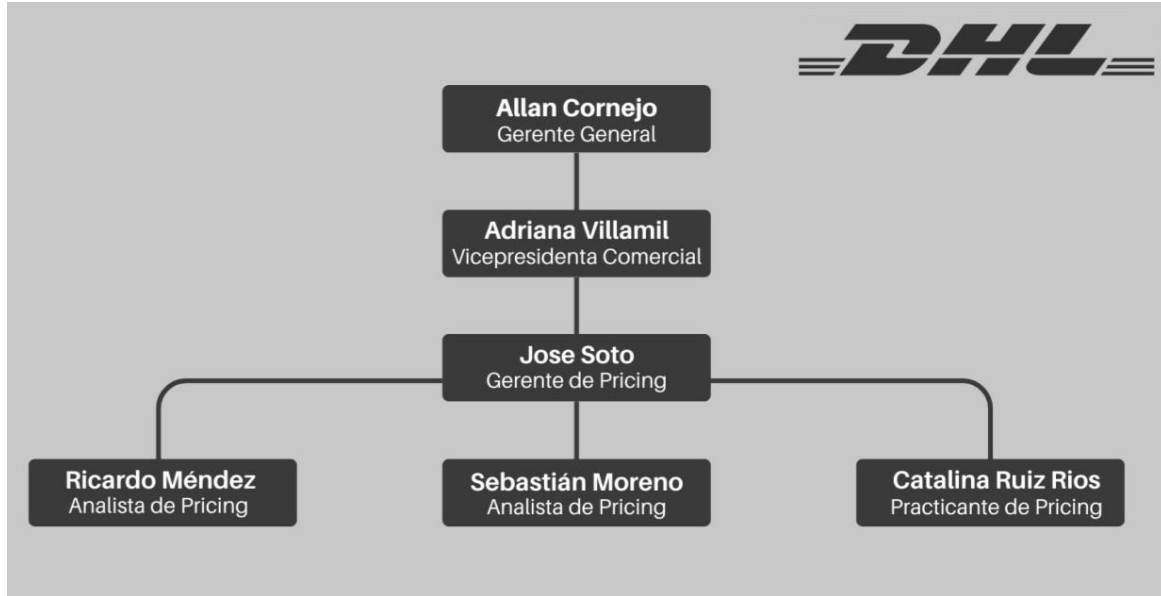 DHL
Allan Cornejo
Gerente General
Adriana Villamil
Vicepresidenta Comercial
Jose Soto
Gerente de Pricing
Ricardo Méndez
Analista de Pricing
Sebastián Moreno
Analista de Pricing
Catalina Ruiz Rios
Practicante de Pricing